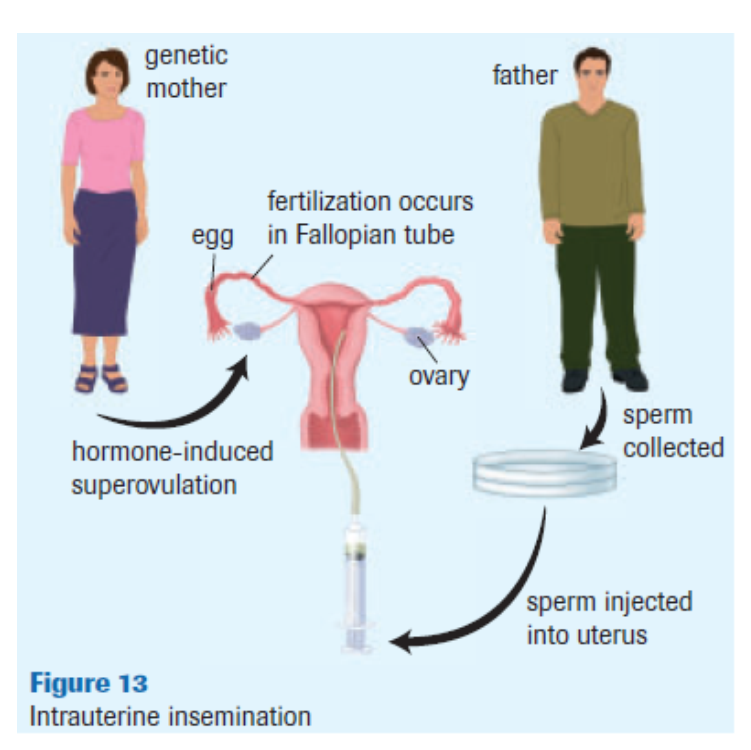 genetic
mother
father
fertilization occurs
in Fallopian tube
egg
ovary
hormone-induced
superovulation
sperm
collected
sperm injected
into uterus
Figure 13
Intrauterine insemination